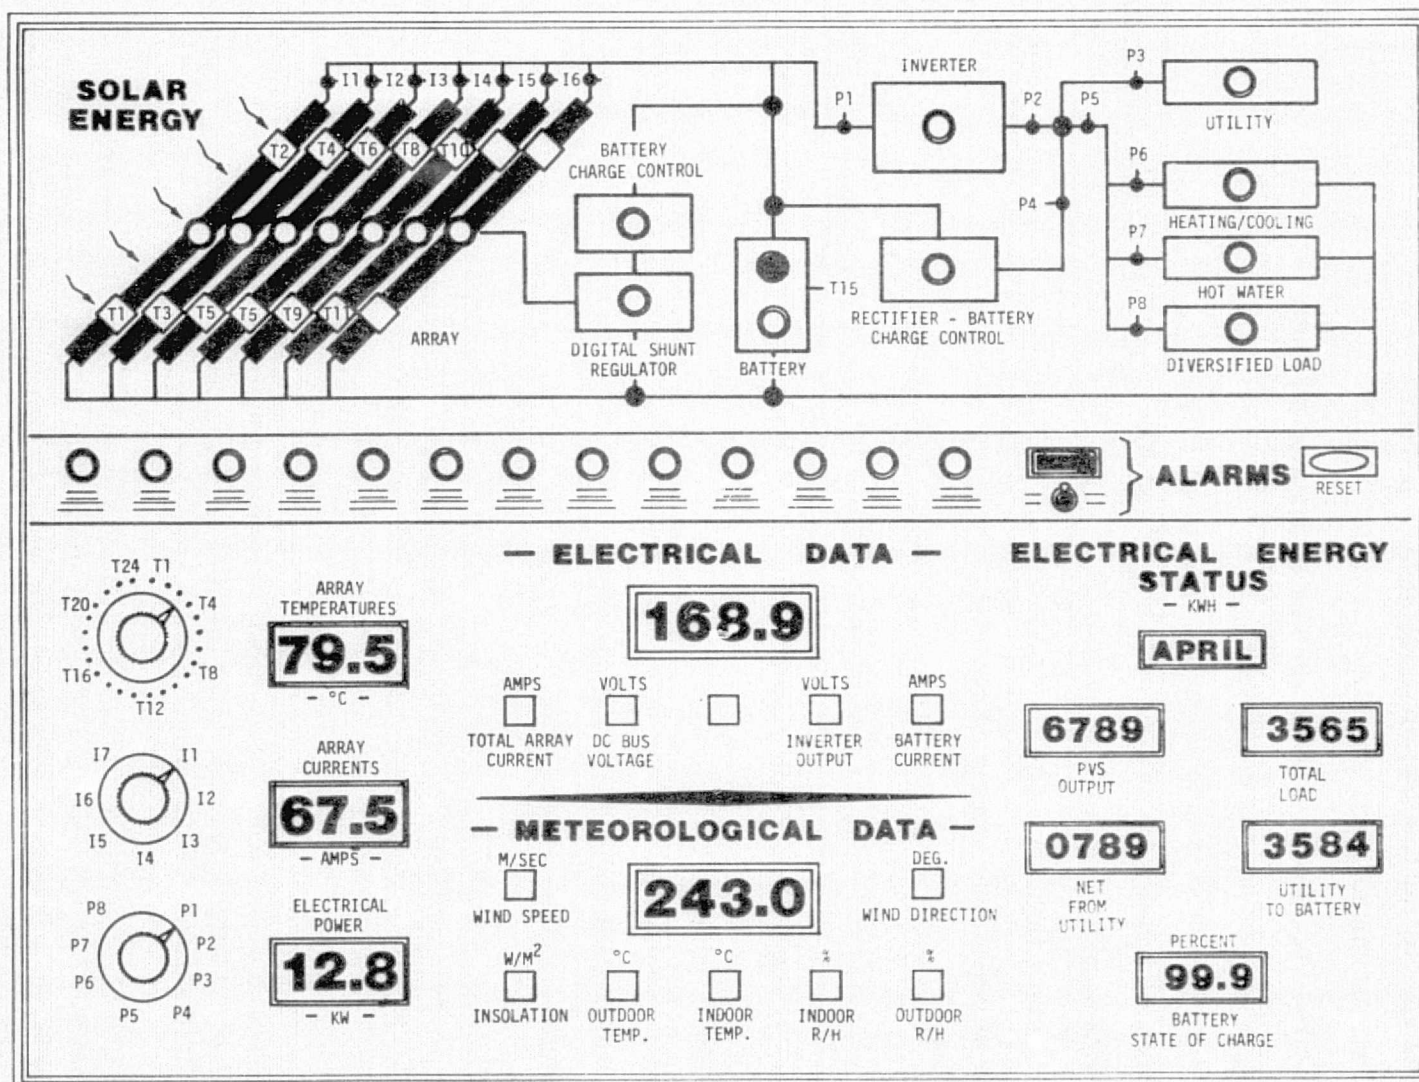 SOLAR
ENERGY
I1 I2 I3 I4 I5 I6
T2 T4 T6 T8 T10
T1 T3 T5 T5 T9 T11
ARRAY
BATTERY
CHARGE CONTROL
DIGITAL SHUNT
REGULATOR
BATTERY
T15
INVERTER
P1
P2
P5
P3
UTILITY
P4
P6
HEATING/COOLING
P7
HOT WATER
P8
DIVERSIFIED LOAD
RECTIFIER - BATTERY
CHARGE CONTROL
ALARMS
RESET
T24 T1
T20 T4
T16 T8
T12
ARRAY
TEMPERATURES
79.5
- °C -
I7 I1
I6 I2
I5 I3
I4
ARRAY
CURRENTS
67.5
- AMPS -
P8 P1
P7 P2
P6 P3
P5 P4
ELECTRICAL
POWER
12.8
- KW -
- ELECTRICAL DATA -
168.9
AMPS
TOTAL ARRAY
CURRENT
VOLTS
DC BUS
VOLTAGE
VOLTS
INVERTER
OUTPUT
AMPS
BATTERY
CURRENT
- METEOROLOGICAL DATA -
M/SEC
WIND SPEED
243.0
DEG.
WIND DIRECTION
W/M²
INSOLATION
°C
OUTDOOR
TEMP.
°C
INDOOR
TEMP.
%
INDOOR
R/H
%
OUTDOOR
R/H
ELECTRICAL ENERGY
STATUS
- KWH -
APRIL
6789
PVS
OUTPUT
3565
TOTAL
LOAD
0789
NET
FROM
UTILITY
3584
UTILITY
TO BATTERY
PERCENT
99.9
BATTERY
STATE OF CHARGE